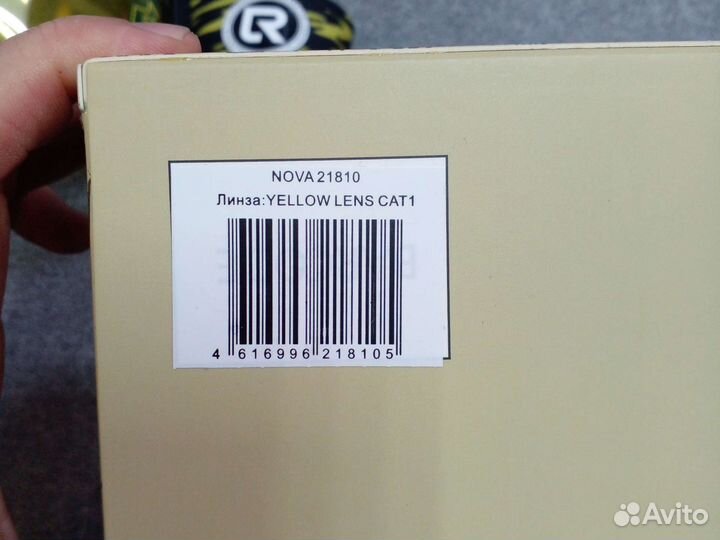 NOVA 21810
Линза:YELLOW LENS CAT1
4 616996 218105
Avito